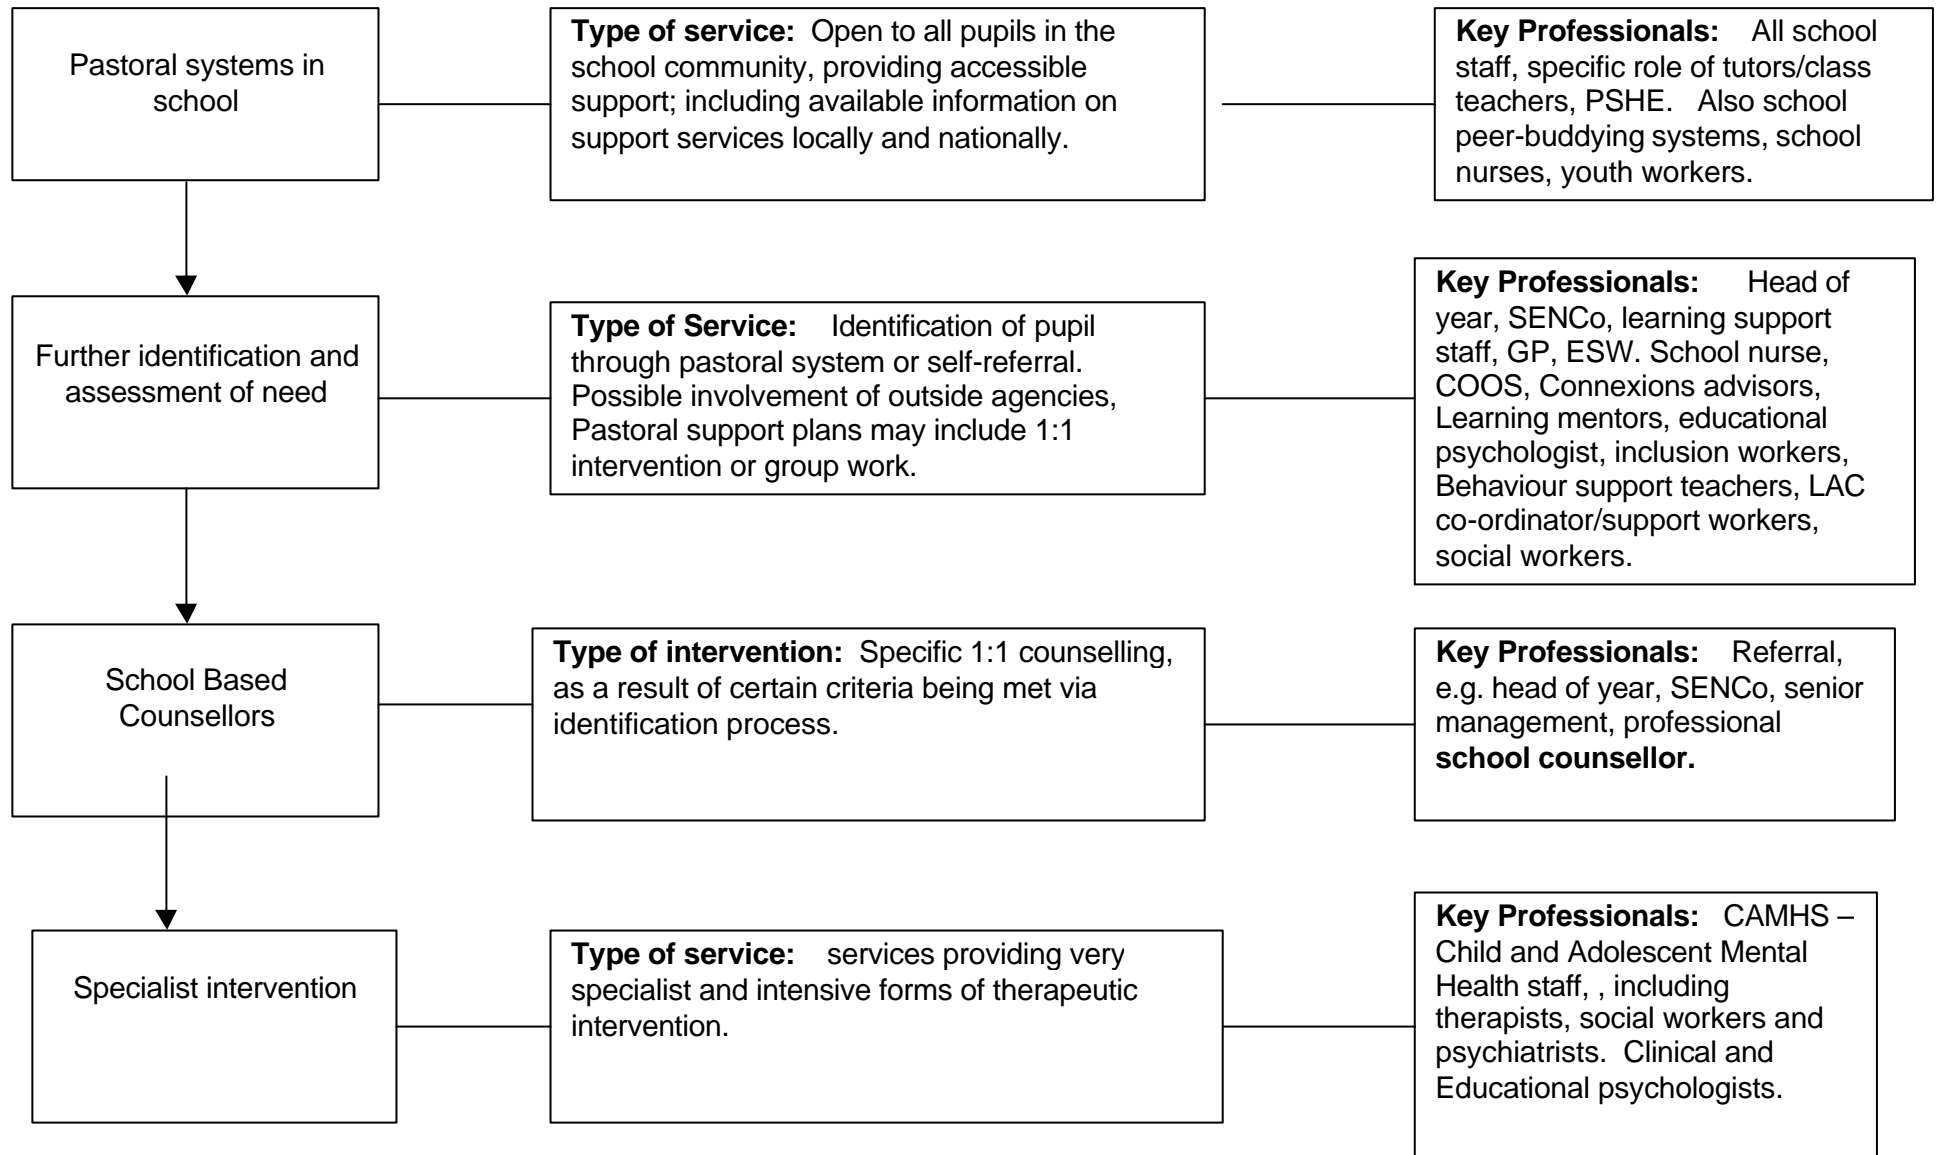 Pastoral systems in
school
Type of service: Open to all pupils in the
school community, providing accessible
support; including available information on
support services locally and nationally.
Key Professionals: All school
staff, specific role of tutors/class
teachers, PSHE. Also school
peer-buddying systems, school
nurses, youth workers.
Further identification and
assessment of need
Type of Service: Identification of pupil
through pastoral system or self-referral.
Possible involvement of outside agencies,
Pastoral support plans may include 1:1
intervention or group work.
Key Professionals: Head of
year, SENCo, learning support
staff, GP, ESW. School nurse,
COOS, Connexions advisors,
Learning mentors, educational
psychologist, inclusion workers,
Behaviour support teachers, LAC
co-ordinator/support workers,
social workers.
School Based
Counsellors
Type of intervention: Specific 1:1 counselling,
as a result of certain criteria being met via
identification process.
Key Professionals: Referral,
e.g. head of year, SENCo, senior
management, professional
school counsellor.
Specialist intervention
Type of service: services providing very
specialist and intensive forms of therapeutic
intervention.
Key Professionals: CAMHS –
Child and Adolescent Mental
Health staff, , including
therapists, social workers and
psychiatrists. Clinical and
Educational psychologists.